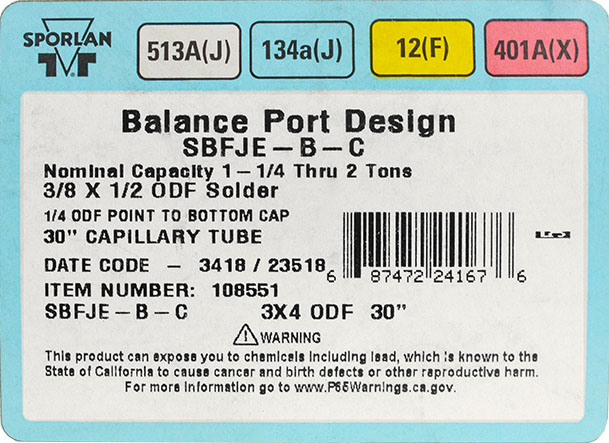 SPORLAN
513A(J) 134a(J) 12(F) 401A(X)
Balance Port Design
SBFJE-B-C
Nominal Capacity 1-1/4 Thru 2 Tons
3/8 X 1/2 ODF Solder
1/4 ODF POINT TO BOTTOM CAP
30" CAPILLARY TUBE
DATE CODE - 3418 / 23518
6 87472 24167 6
ITEM NUMBER: 108551
SBFJE-B-C 3X4 ODF 30"
WARNING
This product can expose you to chemicals including lead, which is known to the
State of California to cause cancer and birth defects or other reproductive harm.
For more information go to www.P65Warnings.ca.gov.